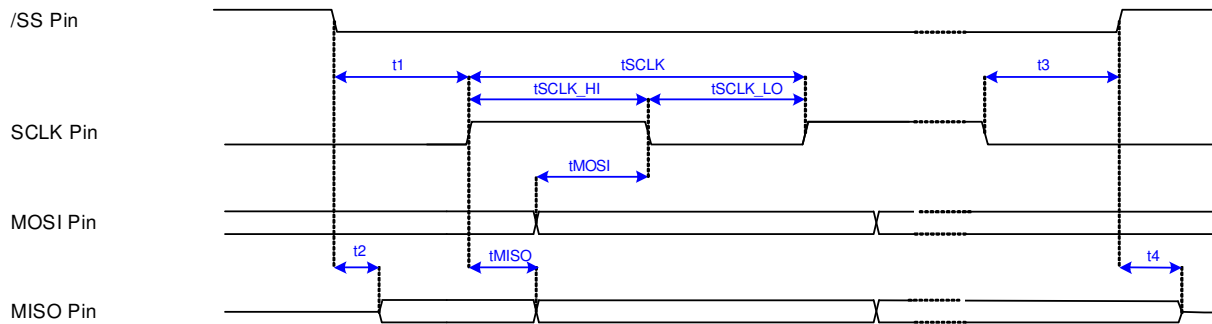 /SS Pin
t1
tSCLK
t3
tSCLK_HI
tSCLK_LO
SCLK Pin
tMOSI
MOSI Pin
t2
tMISO
t4
MISO Pin